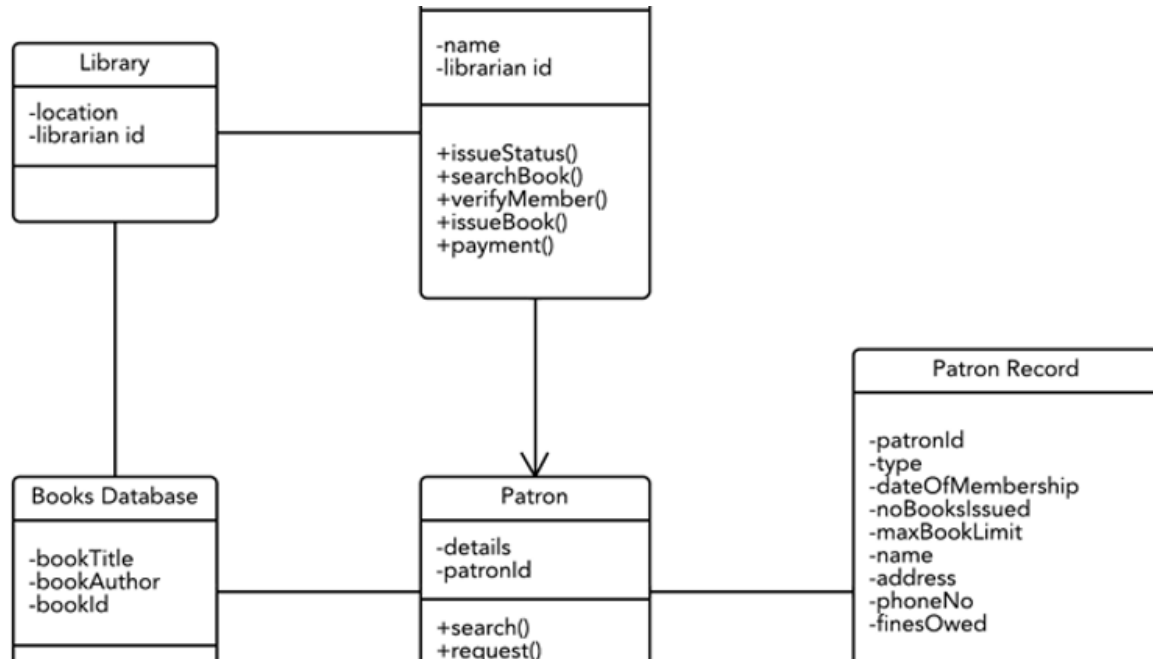 Library
-location
-librarian id
-name
-librarian id
+issueStatus()
+searchBook()
+verifyMember()
+issueBook()
+payment()
Books Database
-bookTitle
-bookAuthor
-bookId
Patron
-details
-patronId
+search()
+request()
Patron Record
-patronId
-type
-dateOfMembership
-noBooksIssued
-maxBookLimit
-name
-address
-phoneNo
-finesOwed